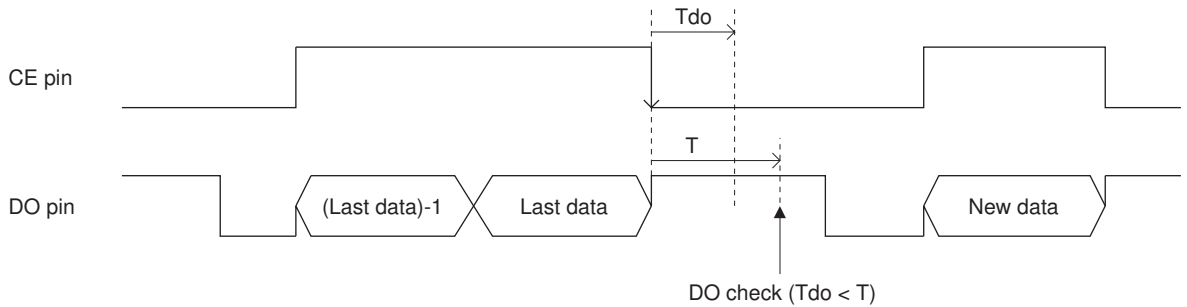 Tdo
CE pin
T
DO pin
(Last data)-1
Last data
New data
DO check (Tdo < T)